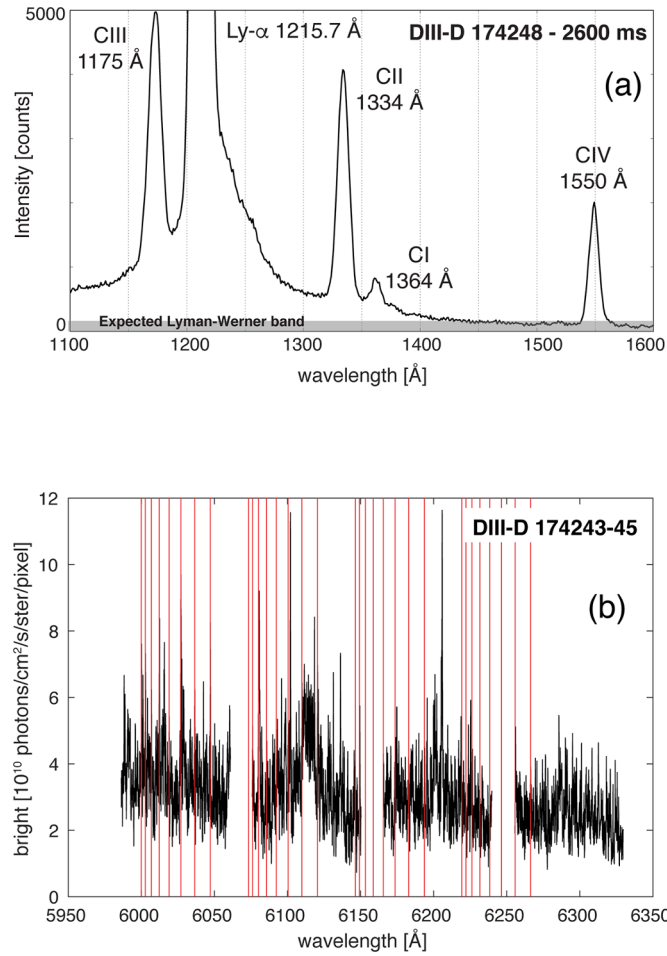 5000
Ly-α 1215.7 Å
DIII-D 174248 - 2600 ms
CIII
1175 Å
(a)
CII
1334 Å
CIV
1550 Å
CI
1364 Å
Intensity [counts]
Expected Lyman-Werner band
0
1100 1200 1300 1400 1500 1600
wavelength [Å]
12
DIII-D 174243-45
10
(b)
8
6
4
2
0
bright [10¹⁰ photons/cm²/s/ster/pixel]
5950 6000 6050 6100 6150 6200 6250 6300 6350
wavelength [Å]